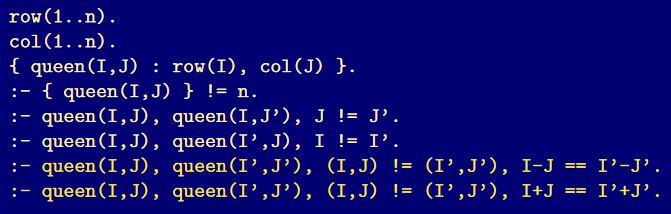 row(1..n).
col(1..n).
{ queen(I,J) : row(I), col(J) }.
:- { queen(I,J) } != n.
:- queen(I,J), queen(I,J’), J != J’.
:- queen(I,J), queen(I’,J), I != I’.
:- queen(I,J), queen(I’,J’), (I,J) != (I’,J’), I-J == I’-J’.
:- queen(I,J), queen(I’,J’), (I,J) != (I’,J’), I+J == I’+J’.